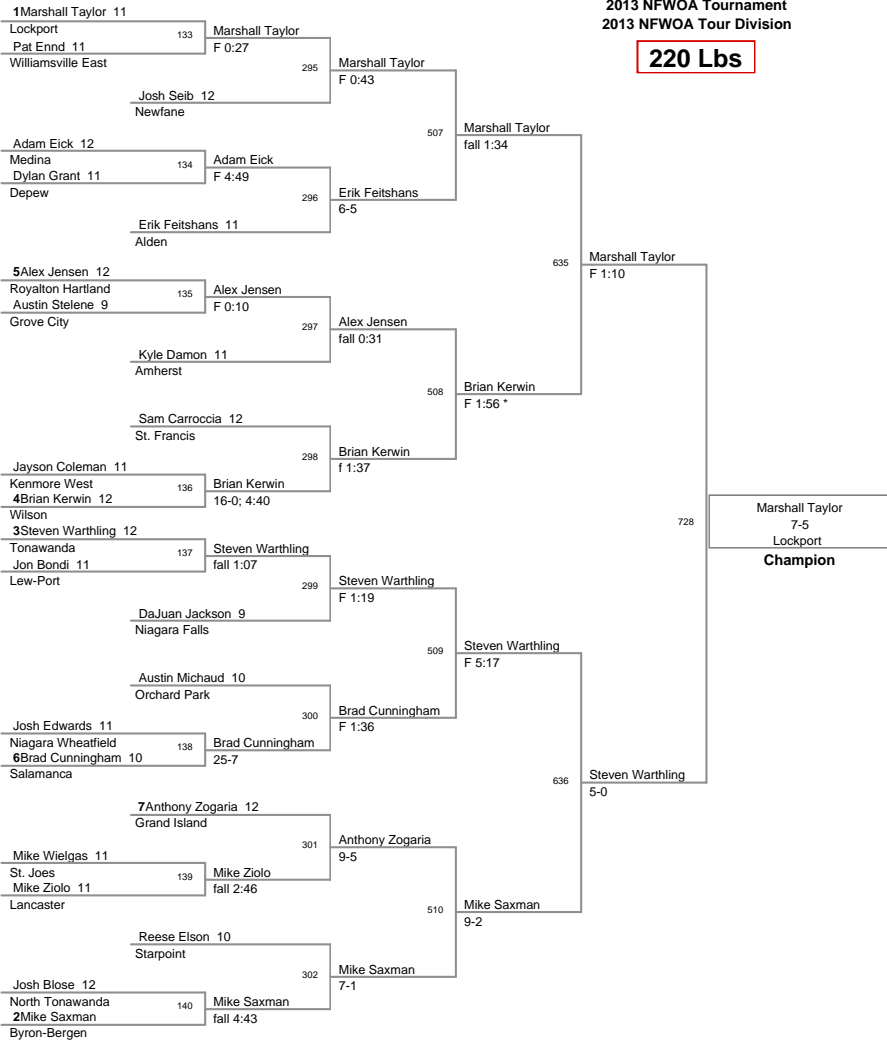 2013 NFWOA Tournament
2013 NFWOA Tour Division
220 Lbs
1Marshall Taylor 11
Lockport
133
Marshall Taylor
F 0:27
Pat Ennd 11
Williamsville East
295
Marshall Taylor
F 0:43
Josh Seib 12
Newfane
507
Marshall Taylor
fall 1:34
Adam Eick 12
Medina
134
Adam Eick
F 4:49
Dylan Grant 11
Depew
296
Erik Feitshans
6-5
Erik Feitshans 11
Alden
635
Marshall Taylor
F 1:10
5Alex Jensen 12
Royalton Hartland
135
Alex Jensen
F 0:10
Austin Stelene 9
Grove City
297
Alex Jensen
fall 0:31
Kyle Damon 11
Amherst
508
Brian Kerwin
F 1:56 *
Sam Carroccia 12
St. Francis
298
Brian Kerwin
f 1:37
Jayson Coleman 11
Kenmore West
136
Brian Kerwin
16-0; 4:40
4Brian Kerwin 12
Wilson
728
Marshall Taylor
7-5
Lockport
Champion
3Steven Warthling 12
Tonawanda
137
Steven Warthling
fall 1:07
Jon Bondi 11
Lew-Port
299
Steven Warthling
F 1:19
DaJuan Jackson 9
Niagara Falls
509
Steven Warthling
F 5:17
Austin Michaud 10
Orchard Park
300
Brad Cunningham
F 1:36
Josh Edwards 11
Niagara Wheatfield
138
Brad Cunningham
25-7
6Brad Cunningham 10
Salamanca
636
Steven Warthling
5-0
7Anthony Zogaria 12
Grand Island
301
Anthony Zogaria
9-5
Mike Wielgas 11
St. Joes
139
Mike Ziolo
fall 2:46
Mike Ziolo 11
Lancaster
510
Mike Saxman
9-2
Reese Elson 10
Starpoint
302
Mike Saxman
7-1
Josh Blose 12
North Tonawanda
140
Mike Saxman
fall 4:43
2Mike Saxman
Byron-Bergen